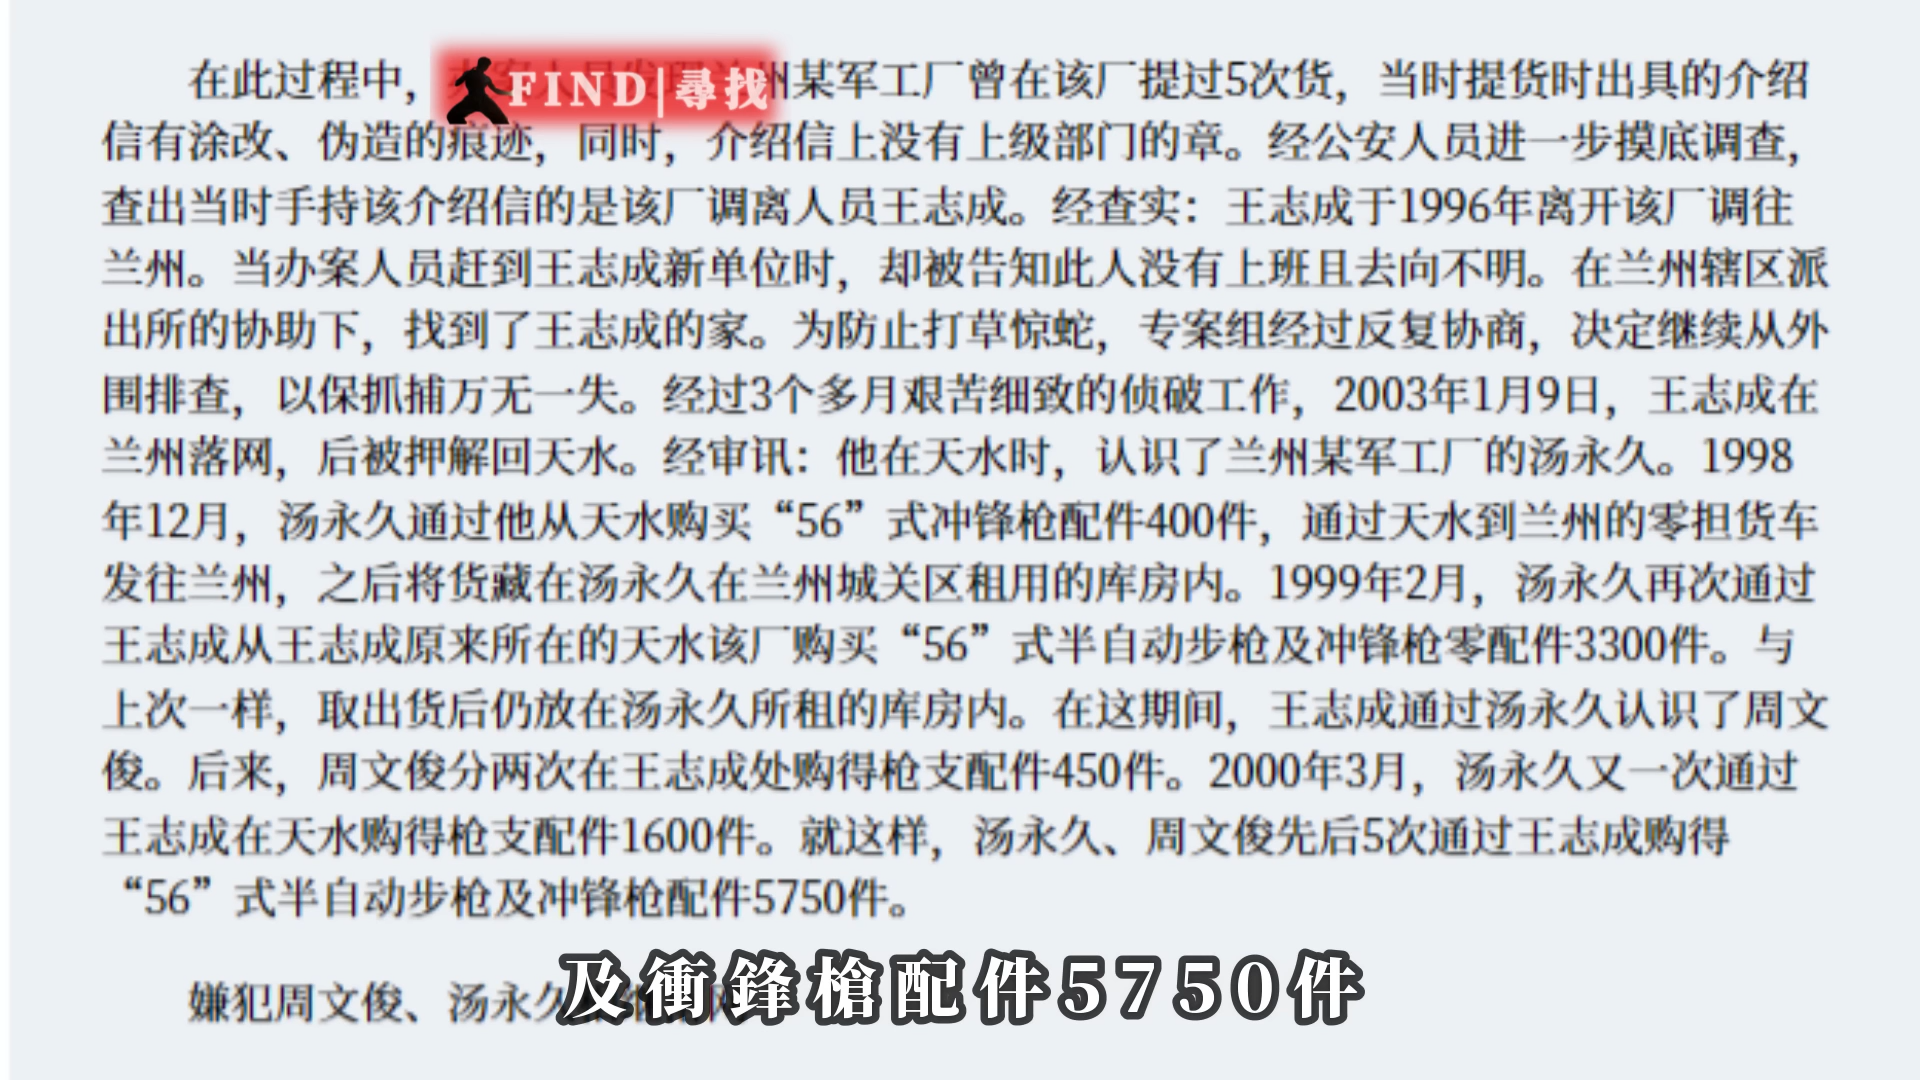 在此过程中，
FIND|尋找
州某军工厂曾在该厂提过5次货，当时提货时出具的介绍
信有涂改、伪造的痕迹，同时，介绍信上没有上级部门的章。经公安人员进一步摸底调查，
查出当时手持该介绍信的是该厂调离人员王志成。经查实：王志成于1996年离开该厂调往
兰州。当办案人员赶到王志成新单位时，却被告知此人没有上班且去向不明。在兰州辖区派
出所的协助下，找到了王志成的家。为防止打草惊蛇，专案组经过反复协商，决定继续从外
围排查，以保抓捕万无一失。经过3个多月艰苦细致的侦破工作，2003年1月9日，王志成在
兰州落网，后被押解回天水。经审讯：他在天水时，认识了兰州某军工厂的汤永久。1998
年12月，汤永久通过他从天水购买“56”式冲锋枪配件400件，通过天水到兰州的零担货车
发往兰州，之后将货藏在汤永久在兰州城关区租用的库房内。1999年2月，汤永久再次通过
王志成从王志成原来所在的天水该厂购买“56”式半自动步枪及冲锋枪零配件3300件。与
上次一样，取出货后仍放在汤永久所租的库房内。在这期间，王志成通过汤永久认识了周文
俊。后来，周文俊分两次在王志成处购得枪支配件450件。2000年3月，汤永久又一次通过
王志成在天水购得枪支配件1600件。就这样，汤永久、周文俊先后5次通过王志成购得
“56”式半自动步枪及冲锋枪配件5750件。
嫌犯周文俊、汤永久
及衝鋒槍配件5750件